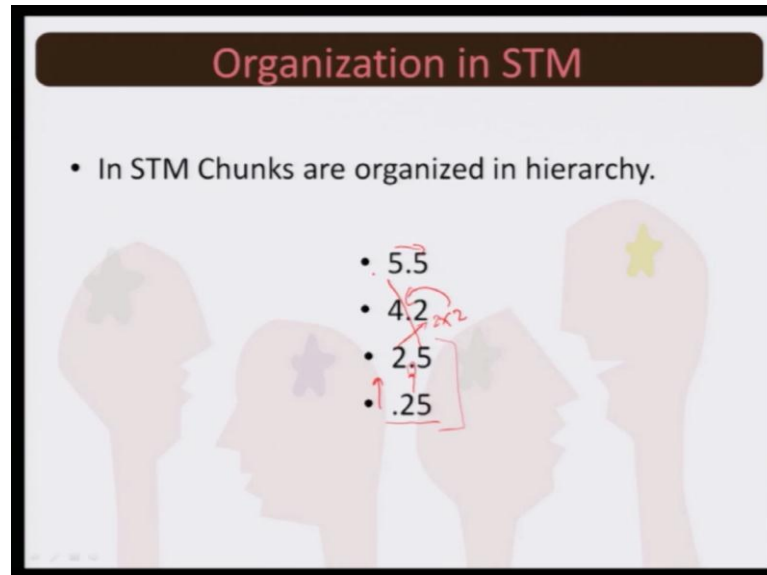 Organization in STM
• In STM Chunks are organized in hierarchy.
• 5.5
• 4.2
2x2
• 2.5
• .25